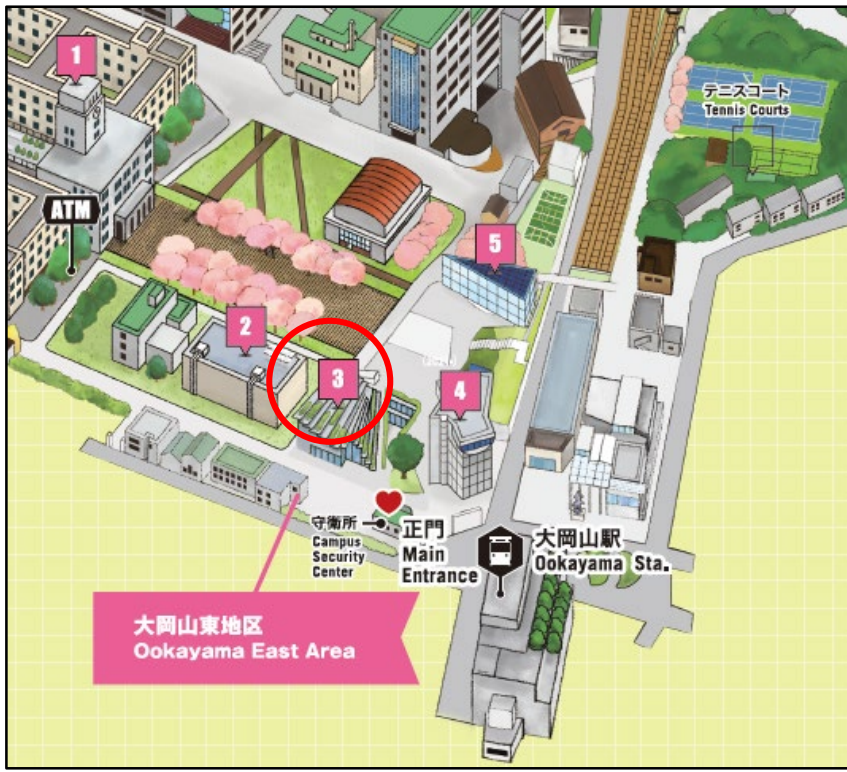 1
テニスコート
Tennis Courts
ATM
5
2
3
4
守衛所
Campus
Security
Center
正門
Main
Entrance
大岡山駅
Ookayama Sta.
大岡山東地区
Ookayama East Area